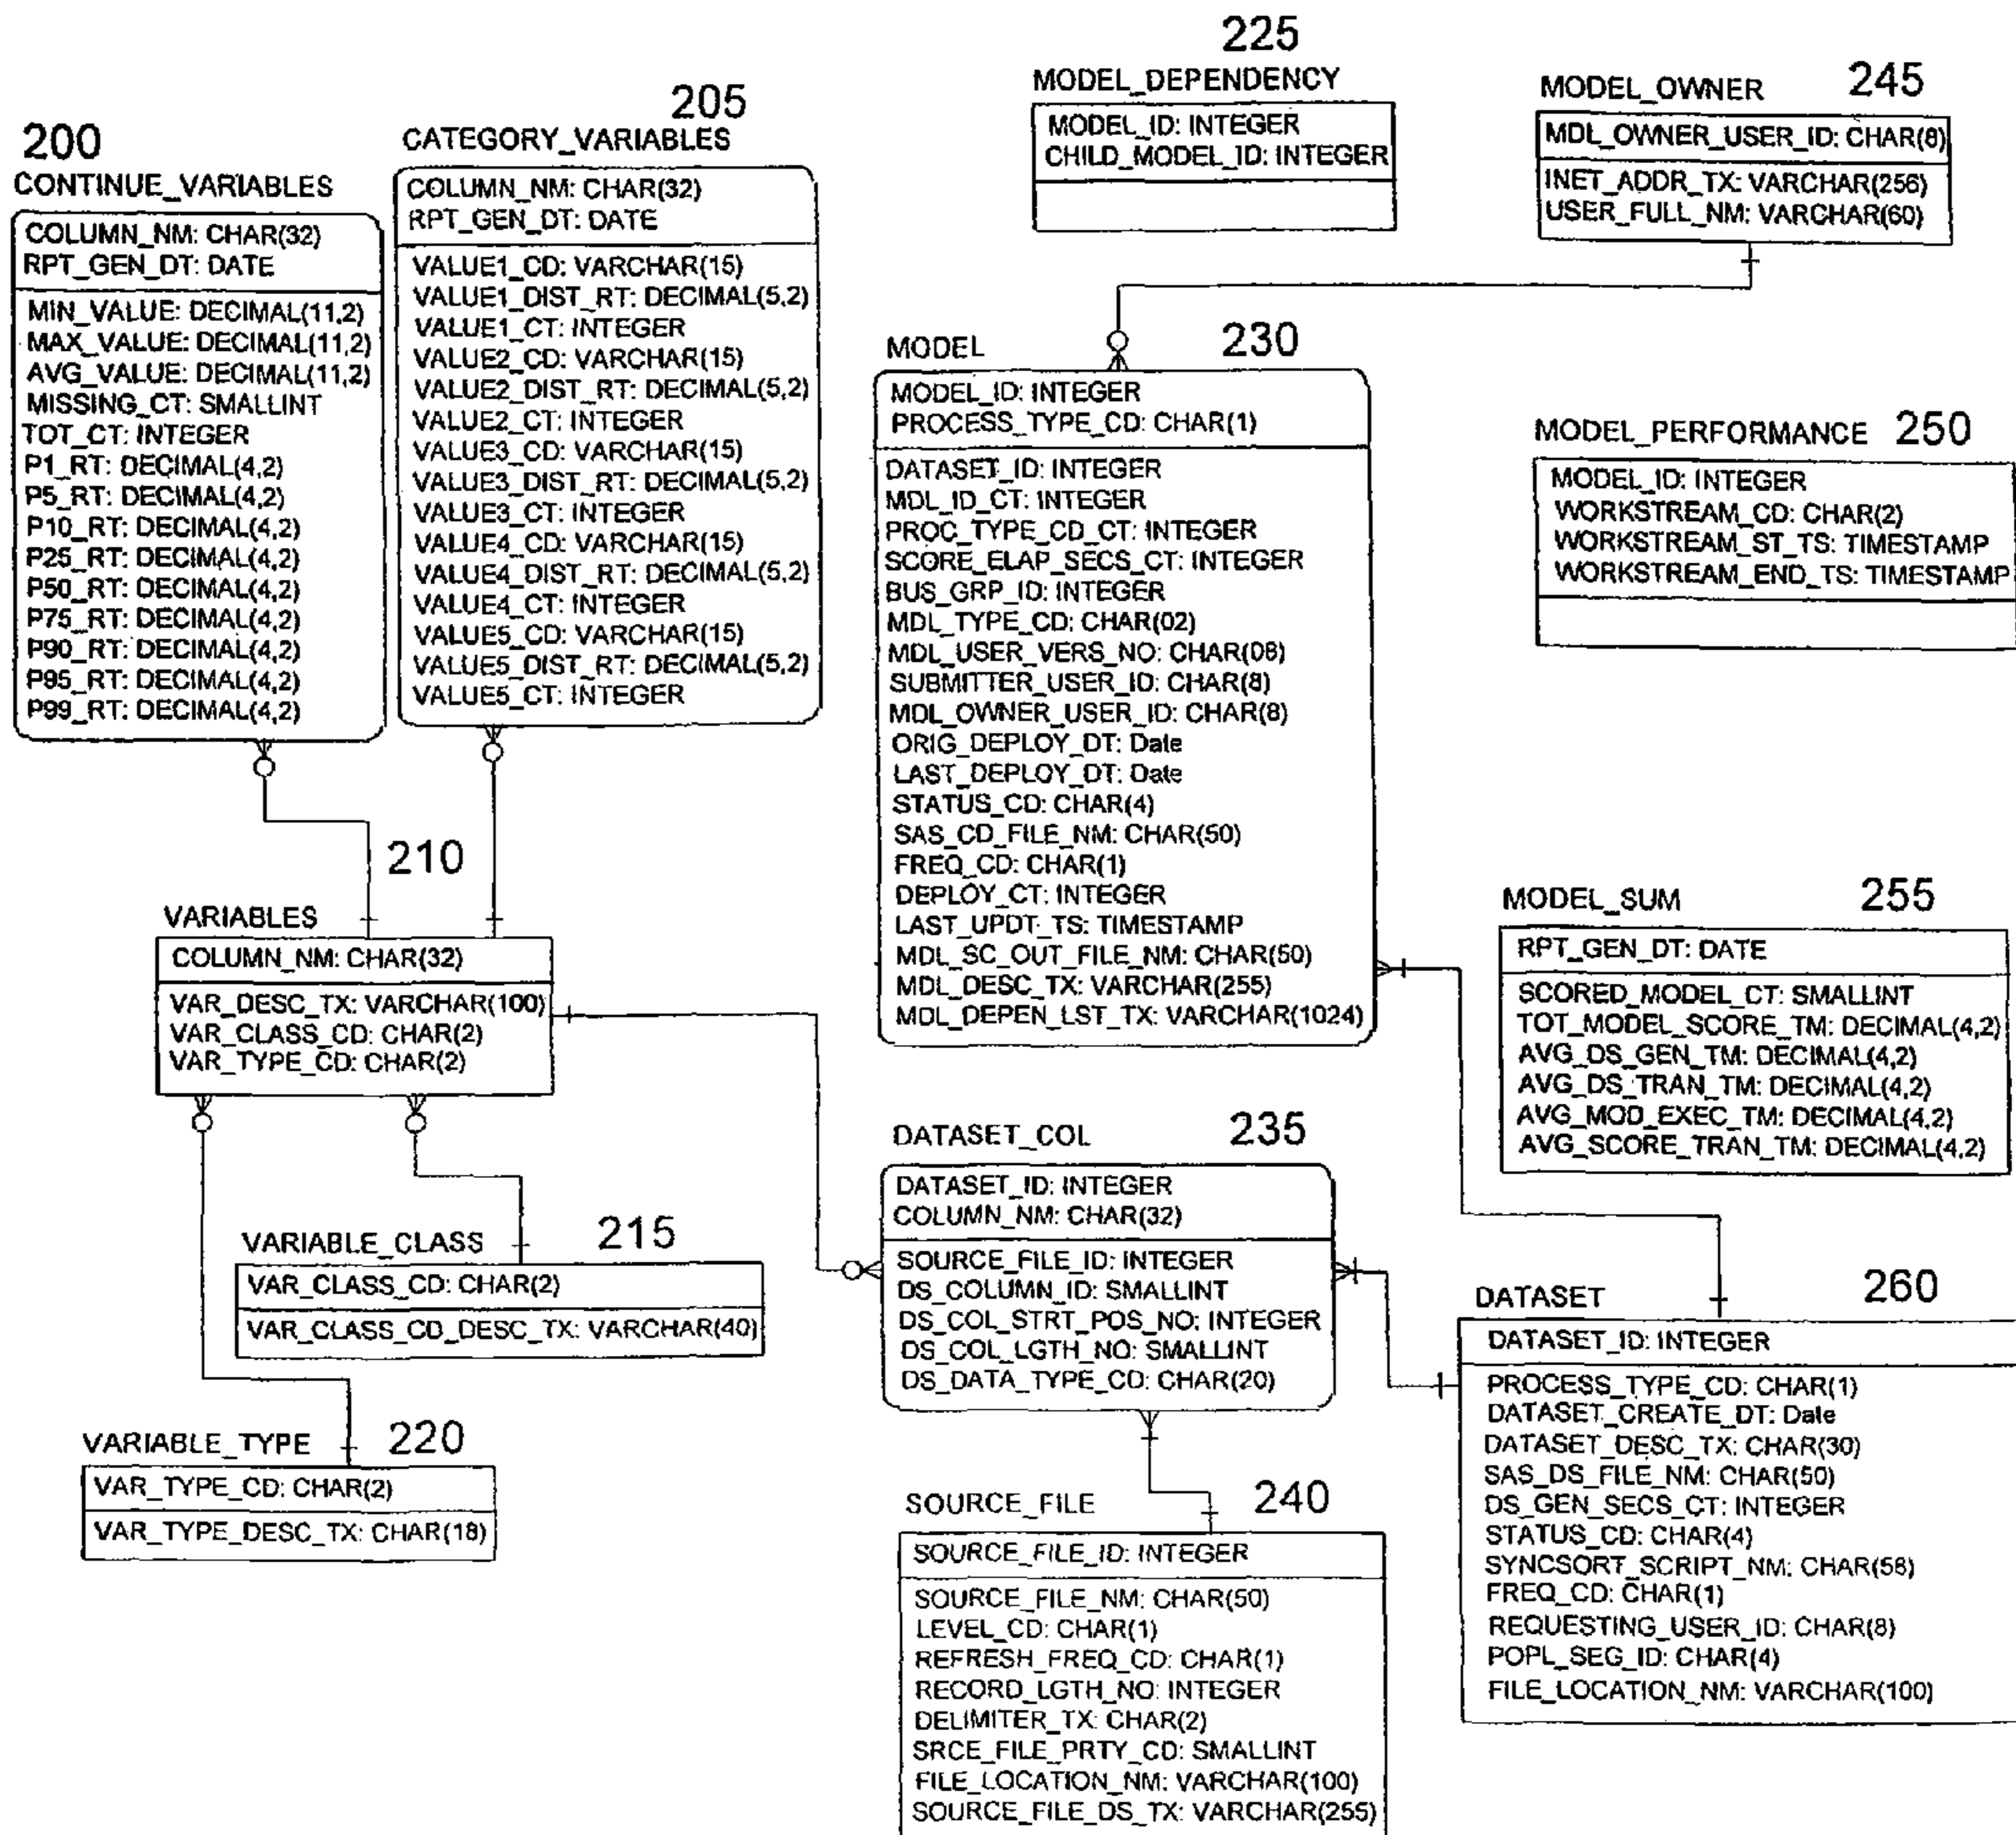 200
CONTINUE_VARIABLES
COLUMN_NM: CHAR(32)
RPT_GEN_DT: DATE
MIN_VALUE: DECIMAL(11,2)
MAX_VALUE: DECIMAL(11,2)
AVG_VALUE: DECIMAL(11,2)
MISSING_CT: SMALLINT
TOT_CT: INTEGER
P1_RT: DECIMAL(4,2)
P5_RT: DECIMAL(4,2)
P10_RT: DECIMAL(4,2)
P25_RT: DECIMAL(4,2)
P50_RT: DECIMAL(4,2)
P75_RT: DECIMAL(4,2)
P90_RT: DECIMAL(4,2)
P95_RT: DECIMAL(4,2)
P99_RT: DECIMAL(4,2)
205
CATEGORY_VARIABLES
COLUMN_NM: CHAR(32)
RPT_GEN_DT: DATE
VALUE1_CD: VARCHAR(15)
VALUE1_DIST_RT: DECIMAL(5,2)
VALUE1_CT: INTEGER
VALUE2_CD: VARCHAR(15)
VALUE2_DIST_RT: DECIMAL(5,2)
VALUE2_CT: INTEGER
VALUE3_CD: VARCHAR(15)
VALUE3_DIST_RT: DECIMAL(5,2)
VALUE3_CT: INTEGER
VALUE4_CD: VARCHAR(15)
VALUE4_DIST_RT: DECIMAL(5,2)
VALUE4_CT: INTEGER
VALUE5_CD: VARCHAR(15)
VALUE5_DIST_RT: DECIMAL(5,2)
VALUE5_CT: INTEGER
210
VARIABLES
COLUMN_NM: CHAR(32)
VAR_DESC_TX: VARCHAR(100)
VAR_CLASS_CD: CHAR(2)
VAR_TYPE_CD: CHAR(2)
VARIABLE_CLASS 215
VAR_CLASS_CD: CHAR(2)
VAR_CLASS_CD_DESC_TX: VARCHAR(40)
VARIABLE_TYPE 220
VAR_TYPE_CD: CHAR(2)
VAR_TYPE_DESC_TX: CHAR(18)
225
MODEL_DEPENDENCY
MODEL_ID: INTEGER
CHILD_MODEL_ID: INTEGER
MODEL 230
MODEL_ID: INTEGER
PROCESS_TYPE_CD: CHAR(1)
DATASET_ID: INTEGER
MDL_ID_CT: INTEGER
PROC_TYPE_CD_CT: INTEGER
SCORE_ELAP_SECS_CT: INTEGER
BUS_GRP_ID: INTEGER
MDL_TYPE_CD: CHAR(02)
MDL_USER_VERS_NO: CHAR(08)
SUBMITTER_USER_ID: CHAR(8)
MDL_OWNER_USER_ID: CHAR(8)
ORIG_DEPLOY_DT: Date
LAST_DEPLOY_DT: Date
STATUS_CD: CHAR(4)
SAS_CD_FILE_NM: CHAR(50)
FREQ_CD: CHAR(1)
DEPLOY_CT: INTEGER
LAST_UPDT_TS: TIMESTAMP
MDL_SC_OUT_FILE_NM: CHAR(50)
MDL_DESC_TX: VARCHAR(255)
MDL_DEPEN_LST_TX: VARCHAR(1024)
DATASET_COL 235
DATASET_ID: INTEGER
COLUMN_NM: CHAR(32)
SOURCE_FILE_ID: INTEGER
DS_COLUMN_ID: SMALLINT
DS_COL_STRT_POS_NO: INTEGER
DS_COL_LGTH_NO: SMALLINT
DS_DATA_TYPE_CD: CHAR(20)
SOURCE_FILE 240
SOURCE_FILE_ID: INTEGER
SOURCE_FILE_NM: CHAR(50)
LEVEL_CD: CHAR(1)
REFRESH_FREQ_CD: CHAR(1)
RECORD_LGTH_NO: INTEGER
DELIMITER_TX: CHAR(2)
SRCE_FILE_PRTY_CD: SMALLINT
FILE_LOCATION_NM: VARCHAR(100)
SOURCE_FILE_DS_TX: VARCHAR(255)
MODEL_OWNER 245
MDL_OWNER_USER_ID: CHAR(8)
INET_ADDR_TX: VARCHAR(256)
USER_FULL_NM: VARCHAR(60)
MODEL_PERFORMANCE 250
MODEL_ID: INTEGER
WORKSTREAM_CD: CHAR(2)
WORKSTREAM_ST_TS: TIMESTAMP
WORKSTREAM_END_TS: TIMESTAMP
MODEL_SUM 255
RPT_GEN_DT: DATE
SCORED_MODEL_CT: SMALLINT
TOT_MODEL_SCORE_TM: DECIMAL(4,2)
AVG_DS_GEN_TM: DECIMAL(4,2)
AVG_DS_TRAN_TM: DECIMAL(4,2)
AVG_MOD_EXEC_TM: DECIMAL(4,2)
AVG_SCORE_TRAN_TM: DECIMAL(4,2)
DATASET 260
DATASET_ID: INTEGER
PROCESS_TYPE_CD: CHAR(1)
DATASET_CREATE_DT: Date
DATASET_DESC_TX: CHAR(30)
SAS_DS_FILE_NM: CHAR(50)
DS_GEN_SECS_CT: INTEGER
STATUS_CD: CHAR(4)
SYNCSORT_SCRIPT_NM: CHAR(58)
FREQ_CD: CHAR(1)
REQUESTING_USER_ID: CHAR(8)
POPL_SEG_ID: CHAR(4)
FILE_LOCATION_NM: VARCHAR(100)